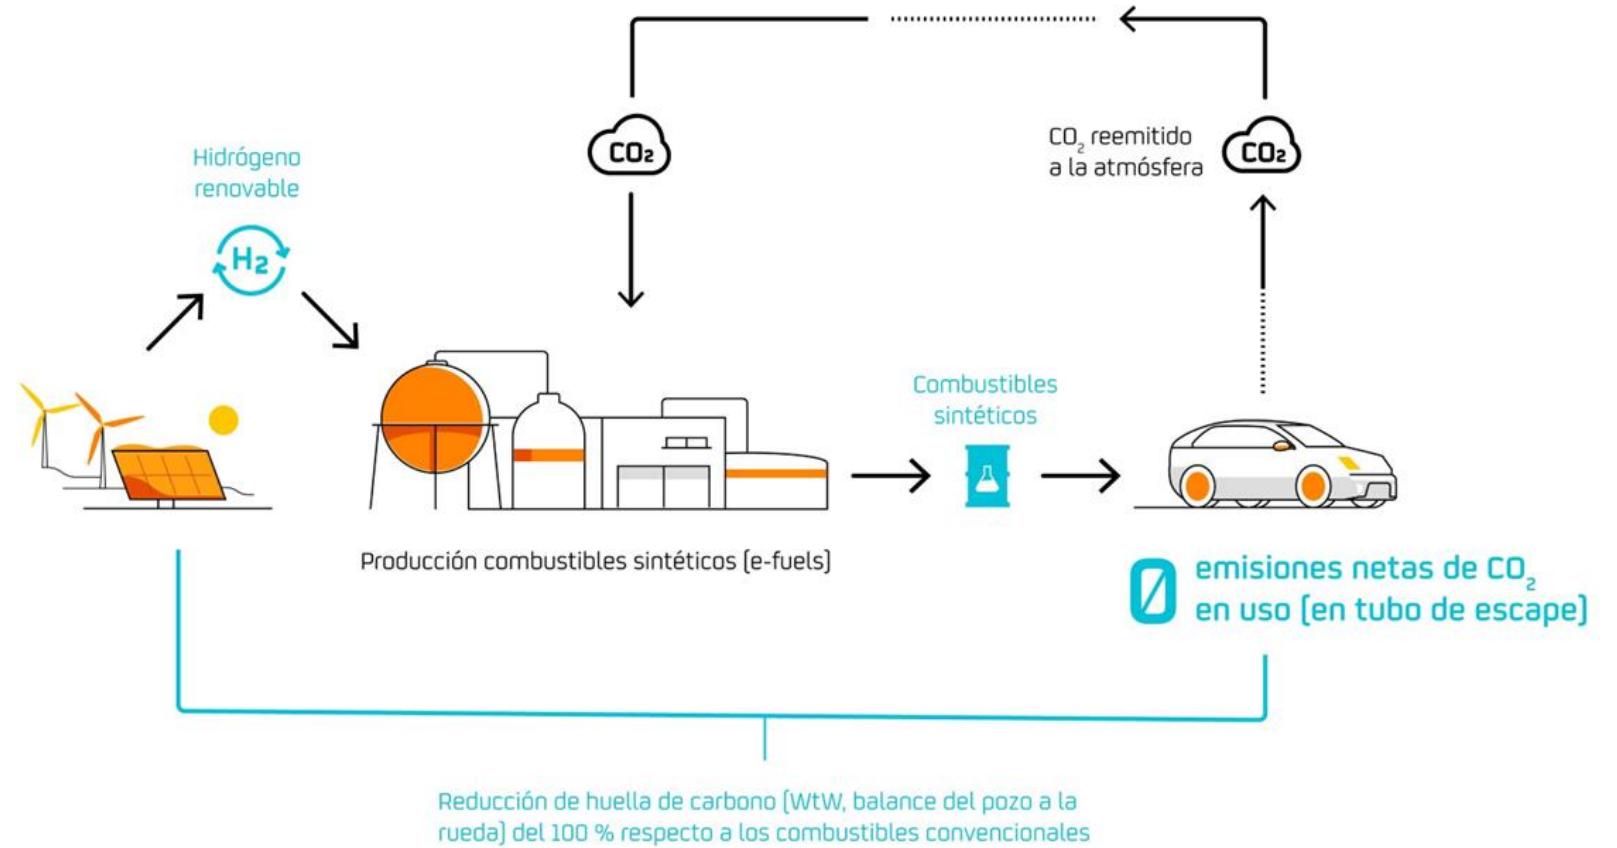 Hidrógeno
renovable
H₂
CO₂
CO₂ reemitido
a la atmósfera
CO₂
Combustibles
sintéticos
Producción combustibles sintéticos [e-fuels]
0 emisiones netas de CO₂
en uso [en tubo de escape]
Reducción de huella de carbono [WtW, balance del pozo a la
rueda] del 100 % respecto a los combustibles convencionales